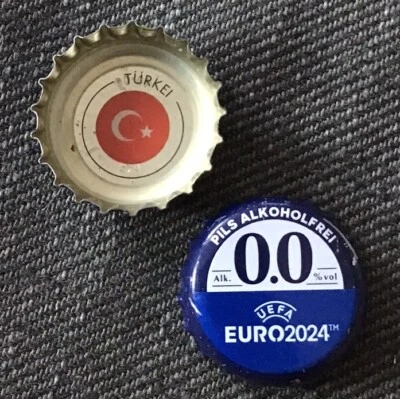 TÜRKEI
PILS ALKOHOLFREI
Alk. 0.0 %vol
UEFA
EURO2024™